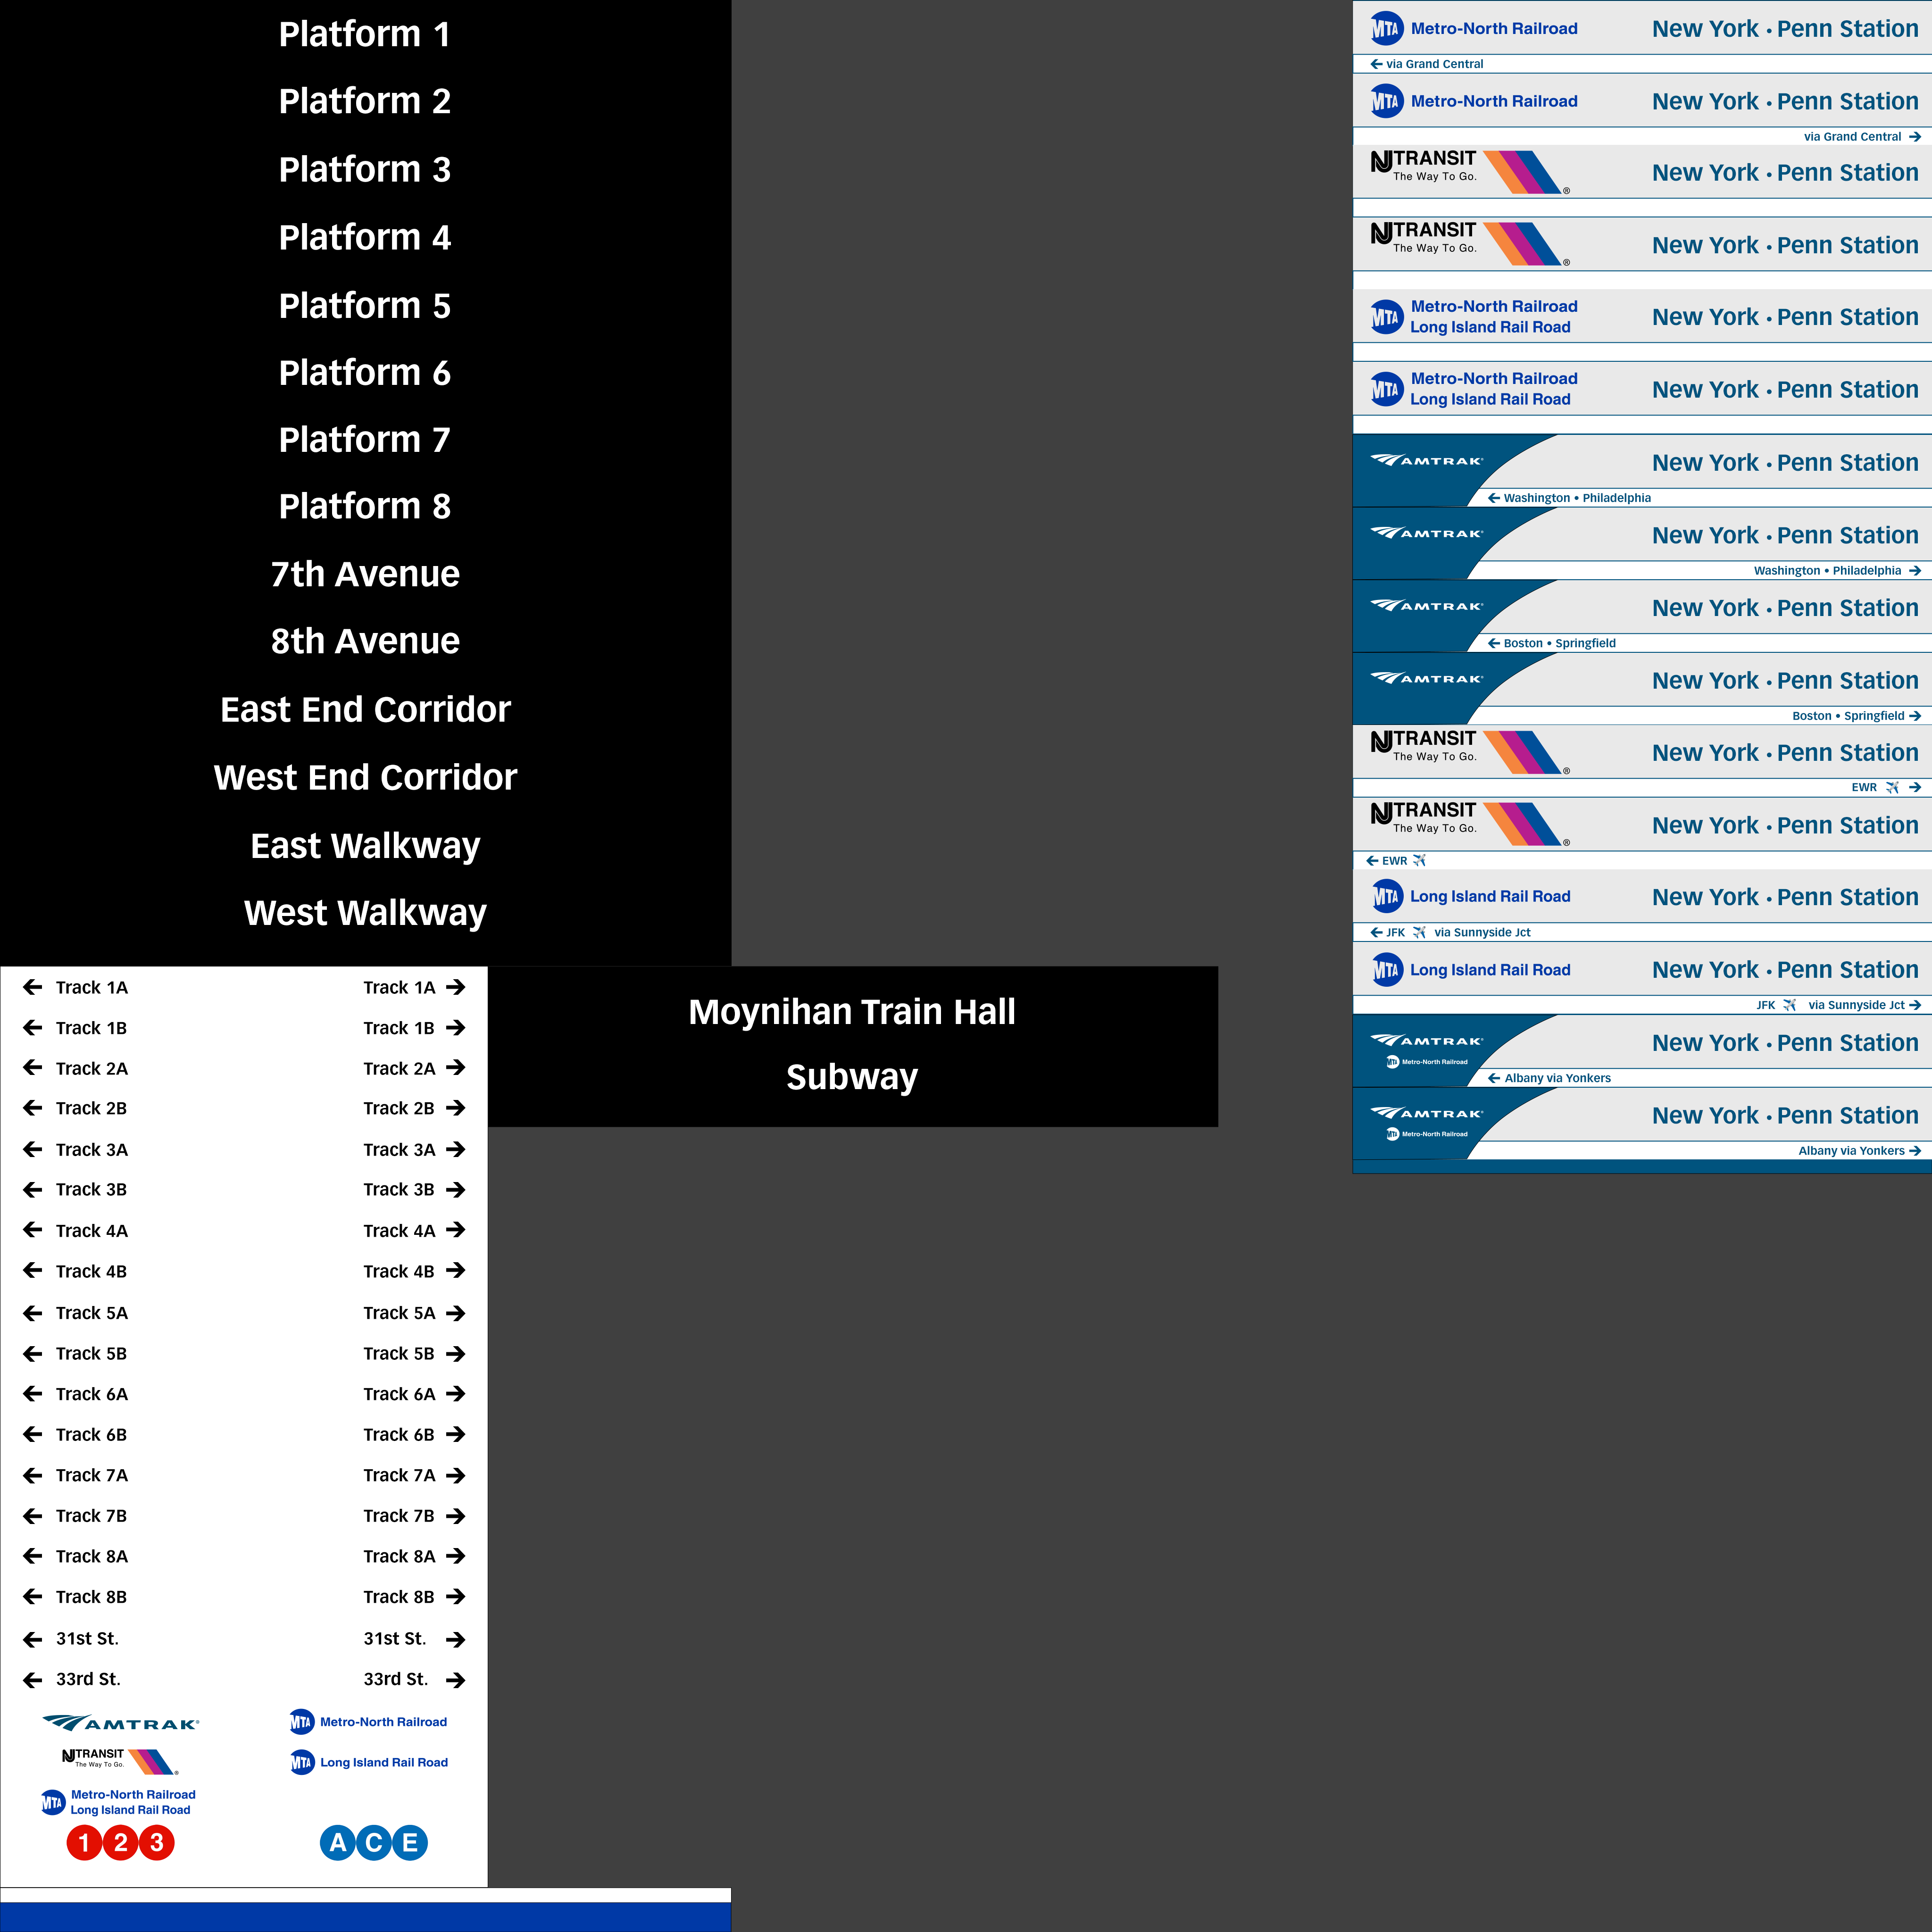 Platform 1
Platform 2
Platform 3
Platform 4
Platform 5
Platform 6
Platform 7
Platform 8
7th Avenue
8th Avenue
East End Corridor
West End Corridor
East Walkway
West Walkway
← Track 1A Track 1A →
← Track 1B Track 1B →
← Track 2A Track 2A →
← Track 2B Track 2B →
← Track 3A Track 3A →
← Track 3B Track 3B →
← Track 4A Track 4A →
← Track 4B Track 4B →
← Track 5A Track 5A →
← Track 5B Track 5B →
← Track 6A Track 6A →
← Track 6B Track 6B →
← Track 7A Track 7A →
← Track 7B Track 7B →
← Track 8A Track 8A →
← Track 8B Track 8B →
← 31st St. 31st St. →
← 33rd St. 33rd St. →
AMTRAK® MTA Metro-North Railroad
NJ TRANSIT
The Way To Go. ®
MTA Long Island Rail Road
MTA Metro-North Railroad
Long Island Rail Road
1 2 3 A C E
Moynihan Train Hall
Subway
MTA Metro-North Railroad New York • Penn Station
← via Grand Central
MTA Metro-North Railroad New York • Penn Station
via Grand Central →
NJ TRANSIT
The Way To Go. ® New York • Penn Station
NJ TRANSIT
The Way To Go. ® New York • Penn Station
MTA Metro-North Railroad
Long Island Rail Road New York • Penn Station
MTA Metro-North Railroad
Long Island Rail Road New York • Penn Station
AMTRAK® New York • Penn Station
← Washington • Philadelphia
AMTRAK® New York • Penn Station
Washington • Philadelphia →
AMTRAK® New York • Penn Station
← Boston • Springfield
AMTRAK® New York • Penn Station
Boston • Springfield →
NJ TRANSIT
The Way To Go. ® New York • Penn Station
EWR ✈ →
NJ TRANSIT
The Way To Go. ® New York • Penn Station
← EWR ✈
MTA Long Island Rail Road New York • Penn Station
← JFK ✈ via Sunnyside Jct
MTA Long Island Rail Road New York • Penn Station
JFK ✈ via Sunnyside Jct →
AMTRAK® New York • Penn Station
MTA Metro-North Railroad
← Albany via Yonkers
AMTRAK® New York • Penn Station
MTA Metro-North Railroad
Albany via Yonkers →